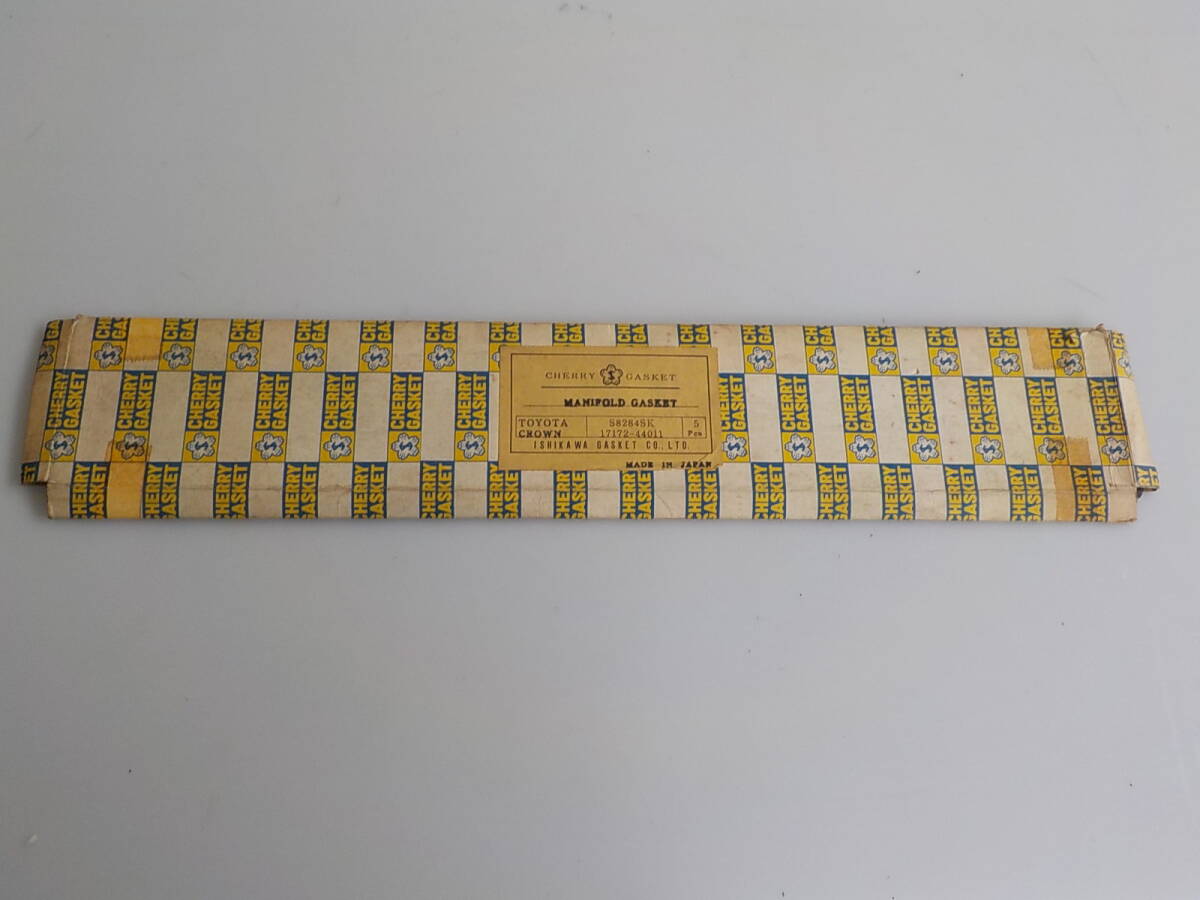 CHERRY GASKET
MANIFOLD GASKET
TOYOTA S8284SK 5
CROWN 17172-44011 Pcs
ISHIKAWA GASKET CO., LTD.
MADE IN JAPAN
CHERRY
GASKET